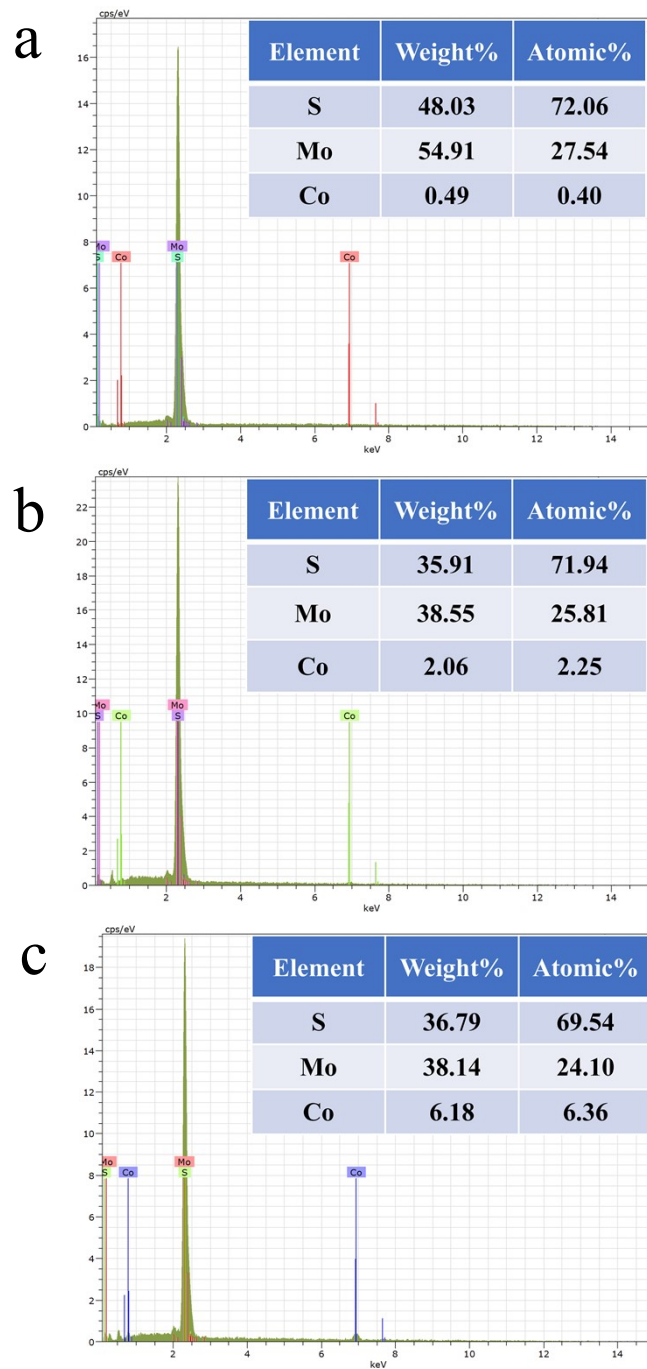 a
cps/eV
Element Weight% Atomic%
S 48.03 72.06
Mo 54.91 27.54
Co 0.49 0.40
16
14
12
10
8
6
4
2
0
Mo Mo
S Co S Co
2 4 6 8 10 12 14
keV
b
cps/eV
Element Weight% Atomic%
S 35.91 71.94
Mo 38.55 25.81
Co 2.06 2.25
22
20
18
16
14
12
10
8
6
4
2
0
Mo Mo
S Co S Co
2 4 6 8 10 12 14
keV
c
cps/eV
Element Weight% Atomic%
S 36.79 69.54
Mo 38.14 24.10
Co 6.18 6.36
18
16
14
12
10
8
6
4
2
0
Mo Mo
S Co S Co
2 4 6 8 10 12 14
keV